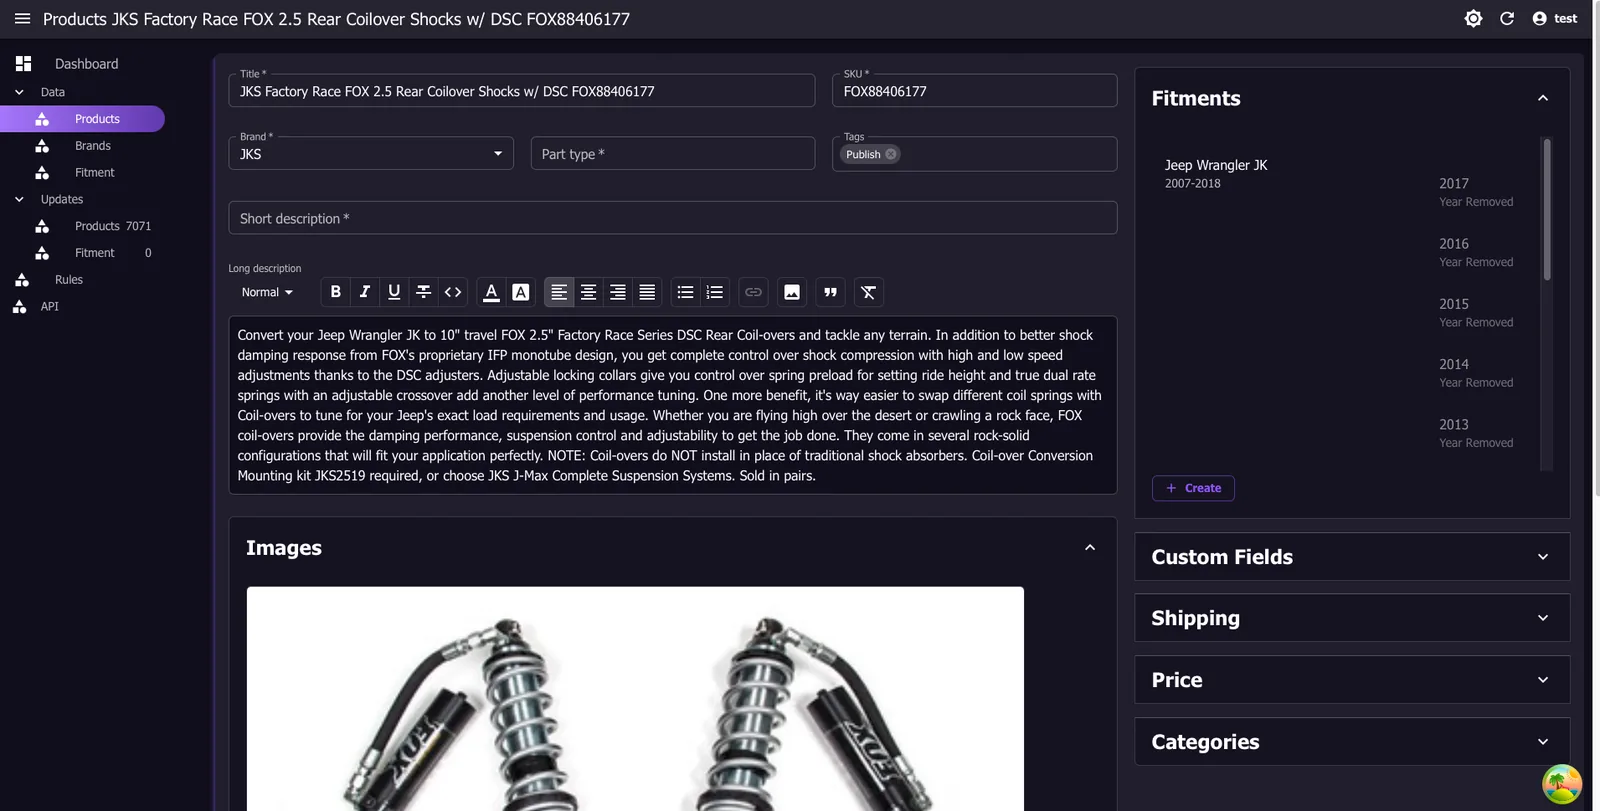 Products JKS Factory Race FOX 2.5 Rear Coilover Shocks w/ DSC FOX88406177
test
Dashboard
Data
Products
Brands
Fitment
Updates
Products 7071
Fitment 0
Rules
API
Title *
JKS Factory Race FOX 2.5 Rear Coilover Shocks w/ DSC FOX88406177
SKU *
FOX88406177
Brand *
JKS
Part type *
Tags
Publish
Short description *
Long description
Normal
B I U A A
Convert your Jeep Wrangler JK to 10" travel FOX 2.5" Factory Race Series DSC Rear Coil-overs and tackle any terrain. In addition to better shock
damping response from FOX's proprietary IFP monotube design, you get complete control over shock compression with high and low speed
adjustments thanks to the DSC adjusters. Adjustable locking collars give you control over spring preload for setting ride height and true dual rate
springs with an adjustable crossover add another level of performance tuning. One more benefit, it's way easier to swap different coil springs with
Coil-overs to tune for your Jeep's exact load requirements and usage. Whether you are flying high over the desert or crawling a rock face, FOX
coil-overs provide the damping performance, suspension control and adjustability to get the job done. They come in several rock-solid
configurations that will fit your application perfectly. NOTE: Coil-overs do NOT install in place of traditional shock absorbers. Coil-over Conversion
Mounting kit JKS2519 required, or choose JKS J-Max Complete Suspension Systems. Sold in pairs.
Images
FOX
FOX
Fitments
Jeep Wrangler JK
2007-2018
2017
Year Removed
2016
Year Removed
2015
Year Removed
2014
Year Removed
2013
Year Removed
+ Create
Custom Fields
Shipping
Price
Categories